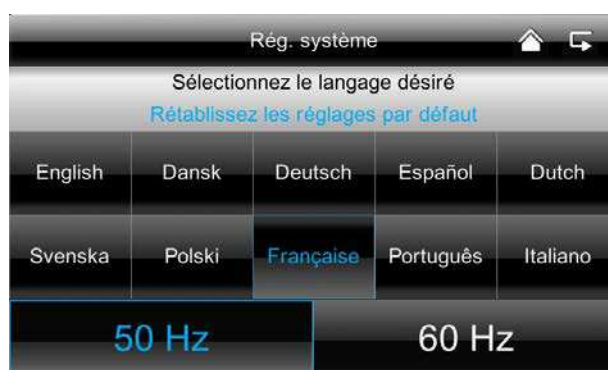 Rég. système
Sélectionnez le langage désiré
Rétablissez les réglages par défaut
English Dansk Deutsch Español Dutch
Svenska Polski Française Português Italiano
50 Hz 60 Hz